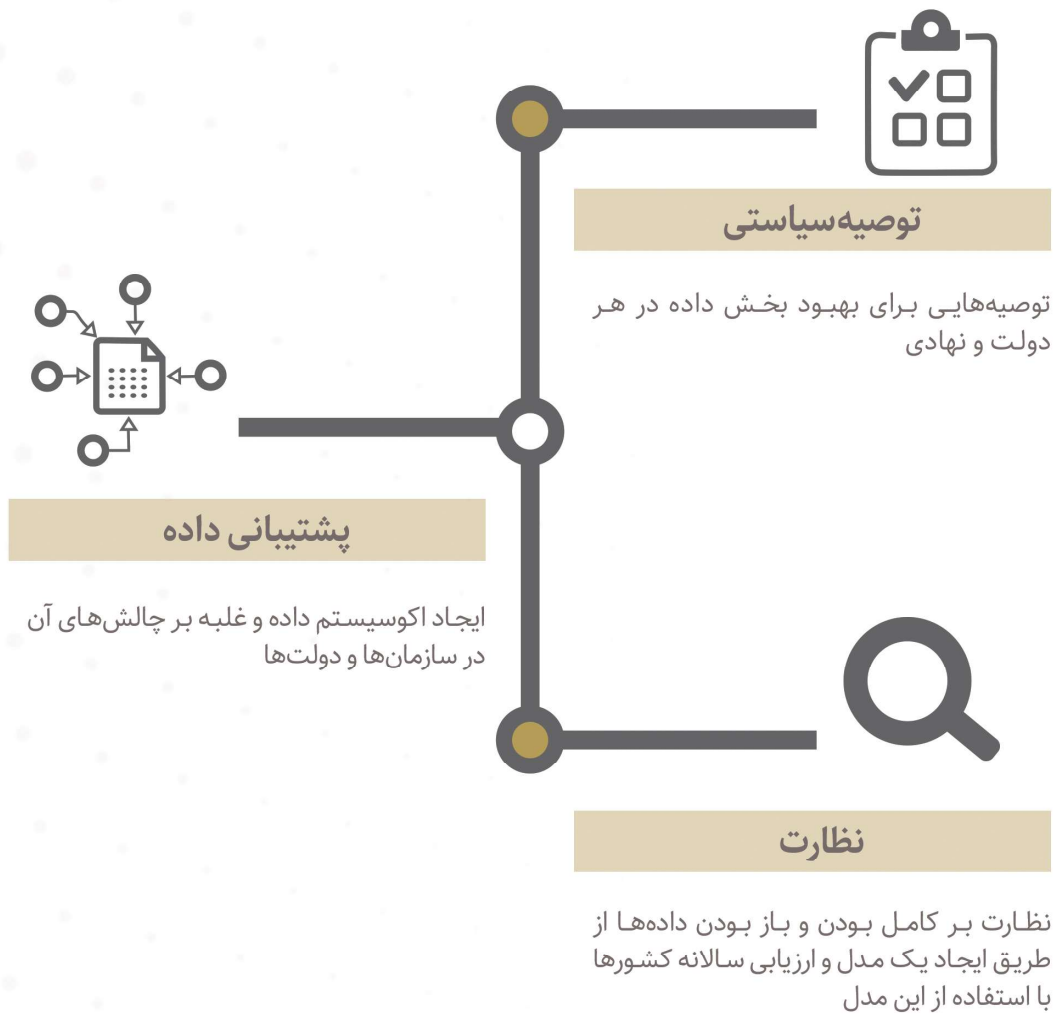 توصیه‌سیاستی
توصیه‌هایی برای بهبود بخش داده در هر
دولت و نهادی
پشتیبانی داده
ایجاد اکوسیستم داده و غلبه بر چالش‌های آن
در سازمان‌ها و دولت‌ها
نظارت
نظارت بر کامل بودن و باز بودن داده‌ها از
طریق ایجاد یک مدل و ارزیابی سالانه کشورها
با استفاده از این مدل